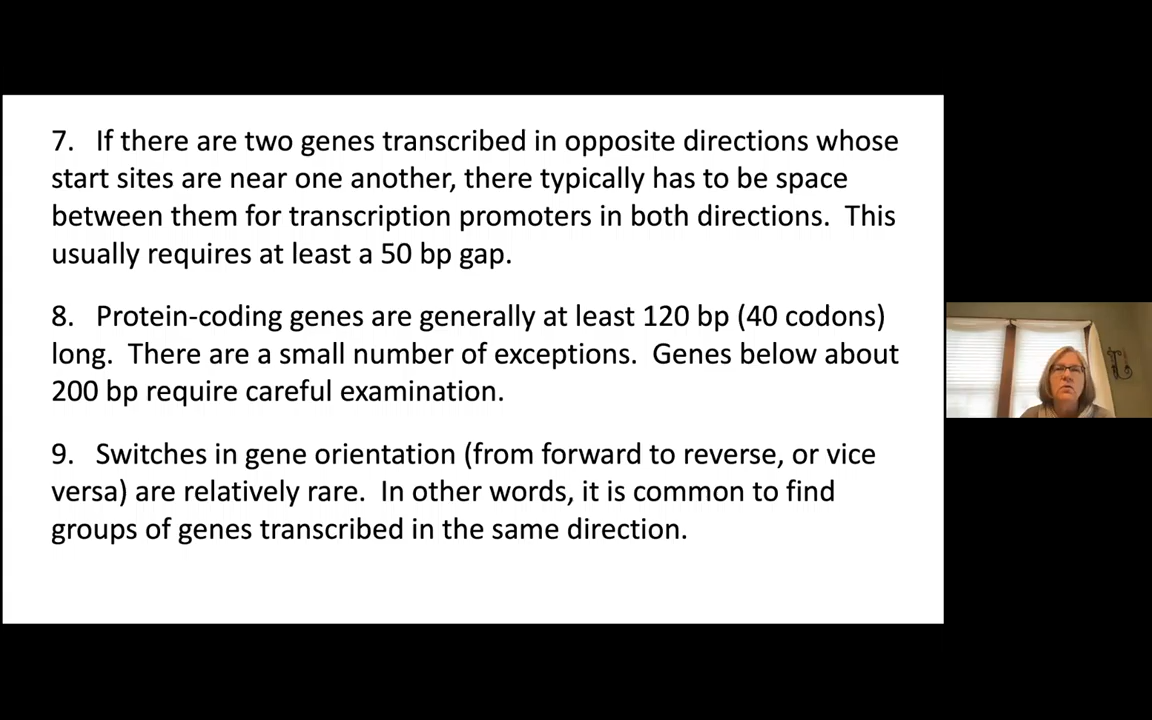 7. If there are two genes transcribed in opposite directions whose
start sites are near one another, there typically has to be space
between them for transcription promoters in both directions. This
usually requires at least a 50 bp gap.
8. Protein-coding genes are generally at least 120 bp (40 codons)
long. There are a small number of exceptions. Genes below about
200 bp require careful examination.
9. Switches in gene orientation (from forward to reverse, or vice
versa) are relatively rare. In other words, it is common to find
groups of genes transcribed in the same direction.